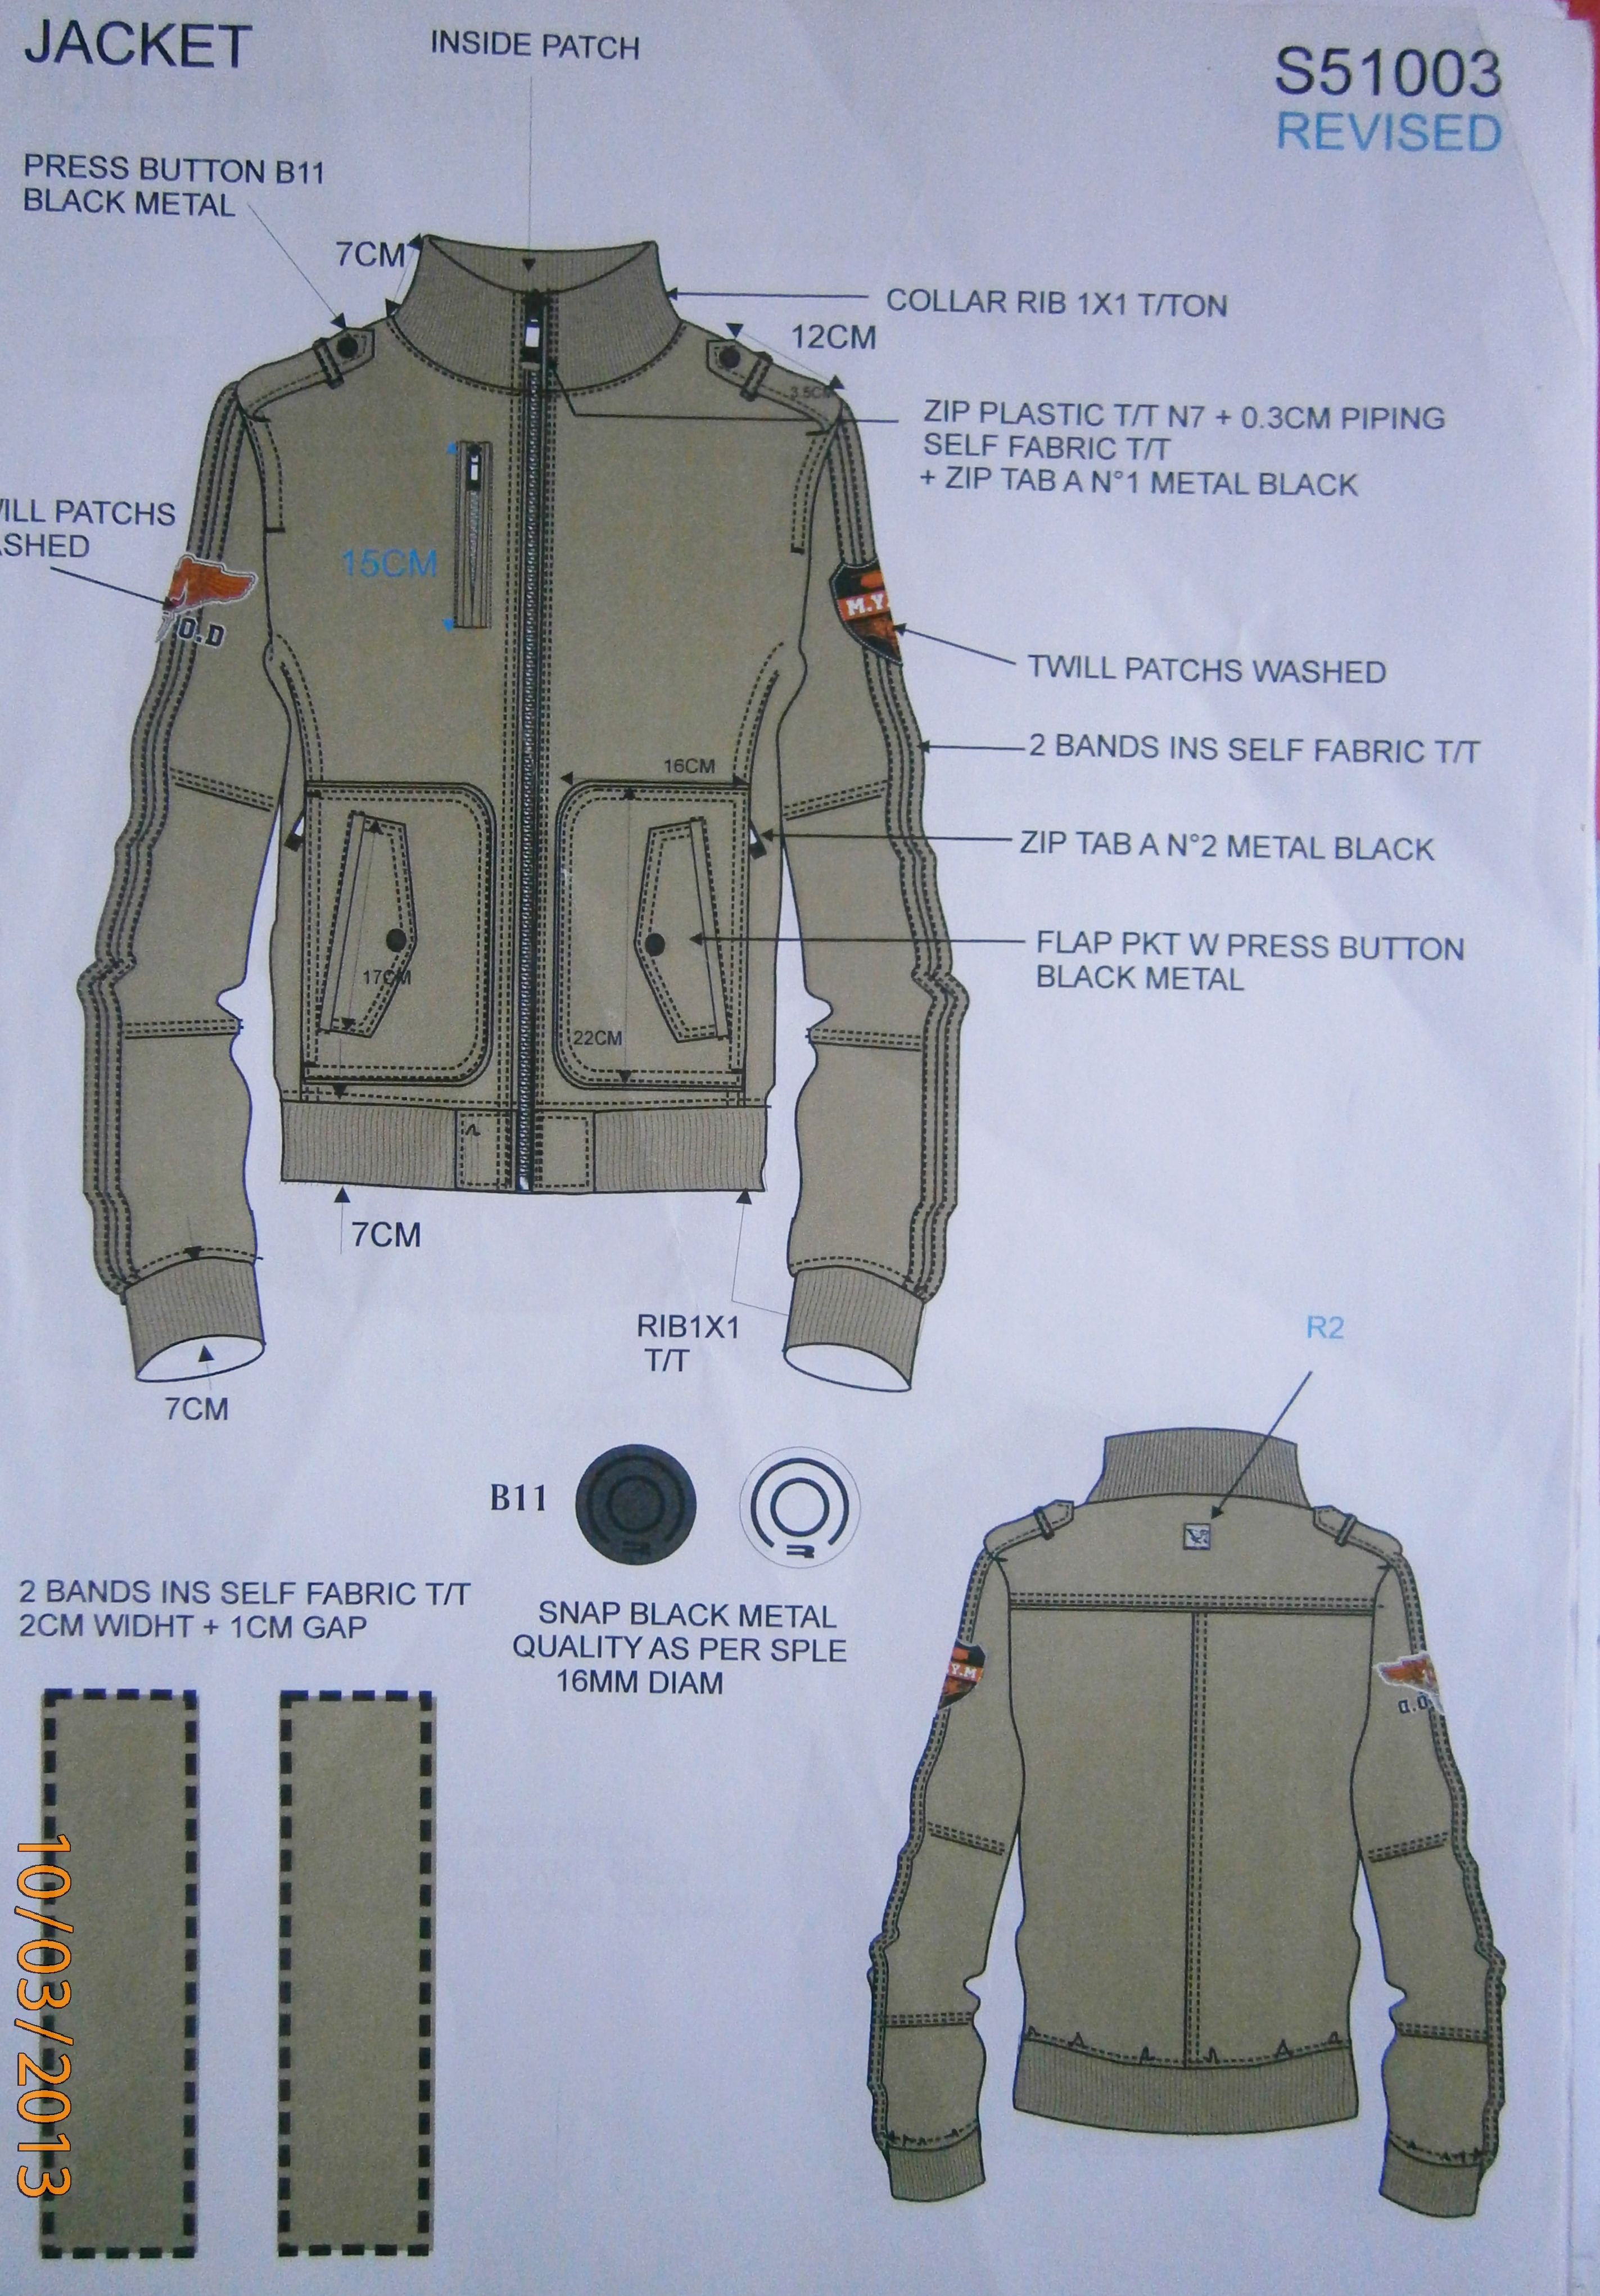 JACKET
INSIDE PATCH
S51003
REVISED
PRESS BUTTON B11
BLACK METAL
7CM
COLLAR RIB 1X1 T/TON
12CM
3.5CM
ZIP PLASTIC T/T N7 + 0.3CM PIPING
SELF FABRIC T/T
+ ZIP TAB A N°1 METAL BLACK
ILL PATCHS
SHED
15CM
O.D
M.Y.
TWILL PATCHS WASHED
2 BANDS INS SELF FABRIC T/T
16CM
ZIP TAB A N°2 METAL BLACK
FLAP PKT W PRESS BUTTON
BLACK METAL
17CM
22CM
7CM
RIB1X1
T/T
7CM
R2
B11
R
2 BANDS INS SELF FABRIC T/T
2CM WIDHT + 1CM GAP
SNAP BLACK METAL
QUALITY AS PER SPLE
16MM DIAM
Y.M
10/03/2013